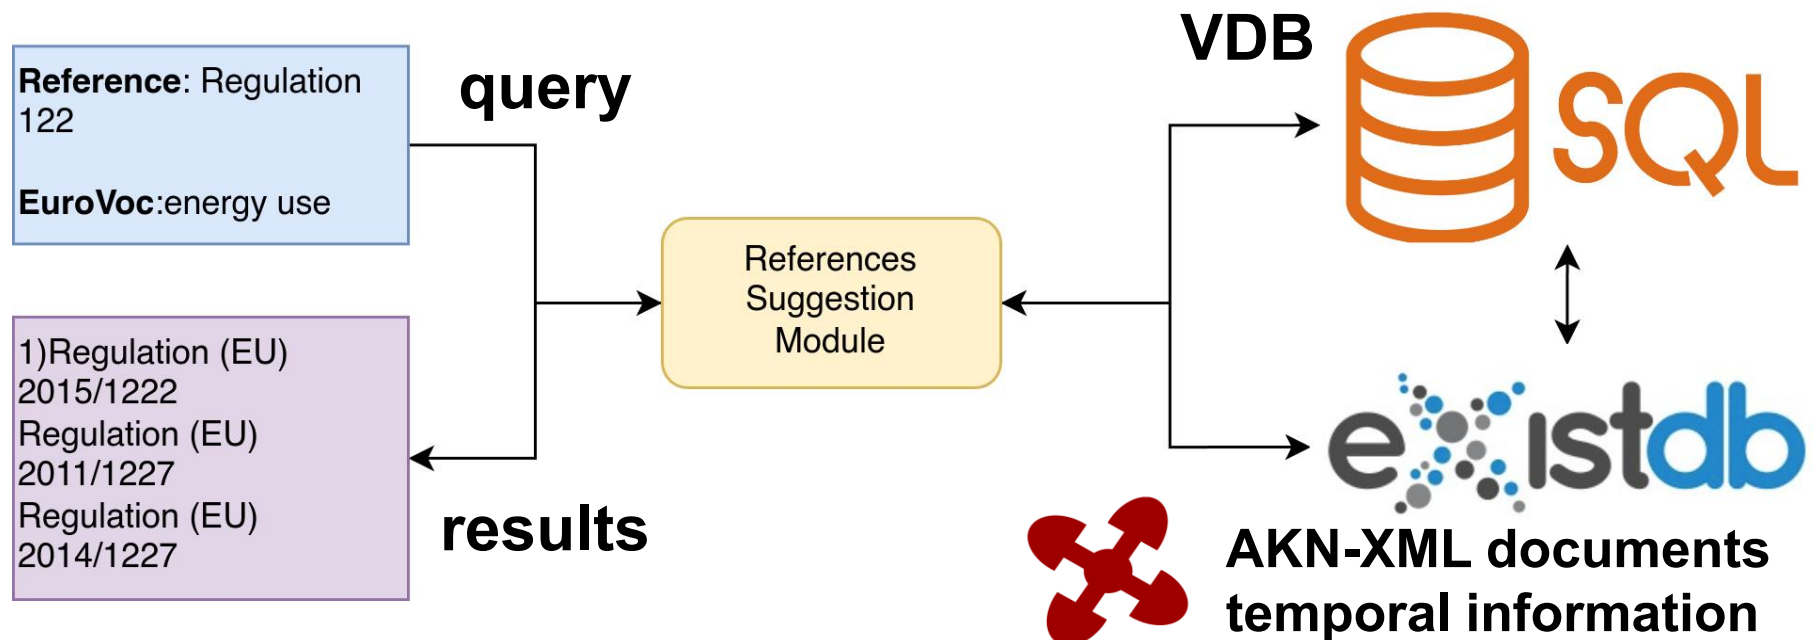 Reference: Regulation
122
EuroVoc:energy use
query
1)Regulation (EU)
2015/1222
Regulation (EU)
2011/1227
Regulation (EU)
2014/1227
results
References
Suggestion
Module
VDB
SQL
eXistdb
AKN-XML documents
temporal information